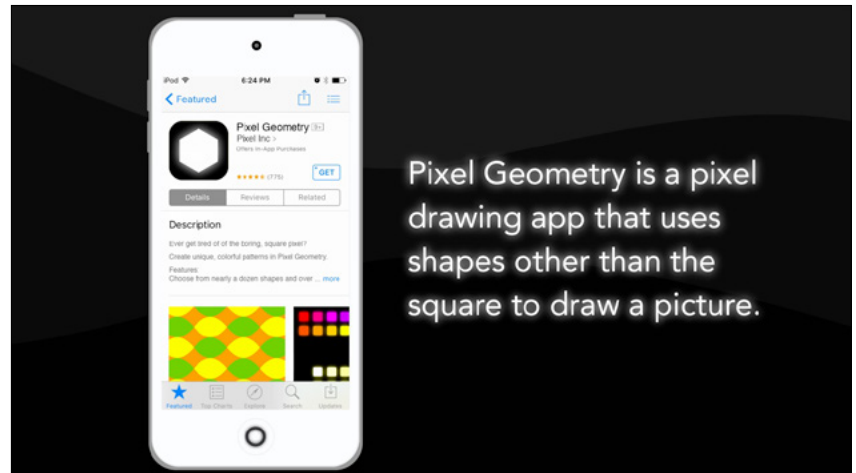 iPod
6:24 PM
Featured
Pixel Geometry 9+
Pixel Inc >
Offers In-App Purchases
(775)
+GET
Details
Reviews
Related
Description
Ever get tired of of the boring, square pixel?
Create unique, colorful patterns in Pixel Geometry.
Features
Choose from nearly a dozen shapes and over ... more
Featured
Top Charts
Explore
Search
Updates
Pixel Geometry is a pixel
drawing app that uses
shapes other than the
square to draw a picture.